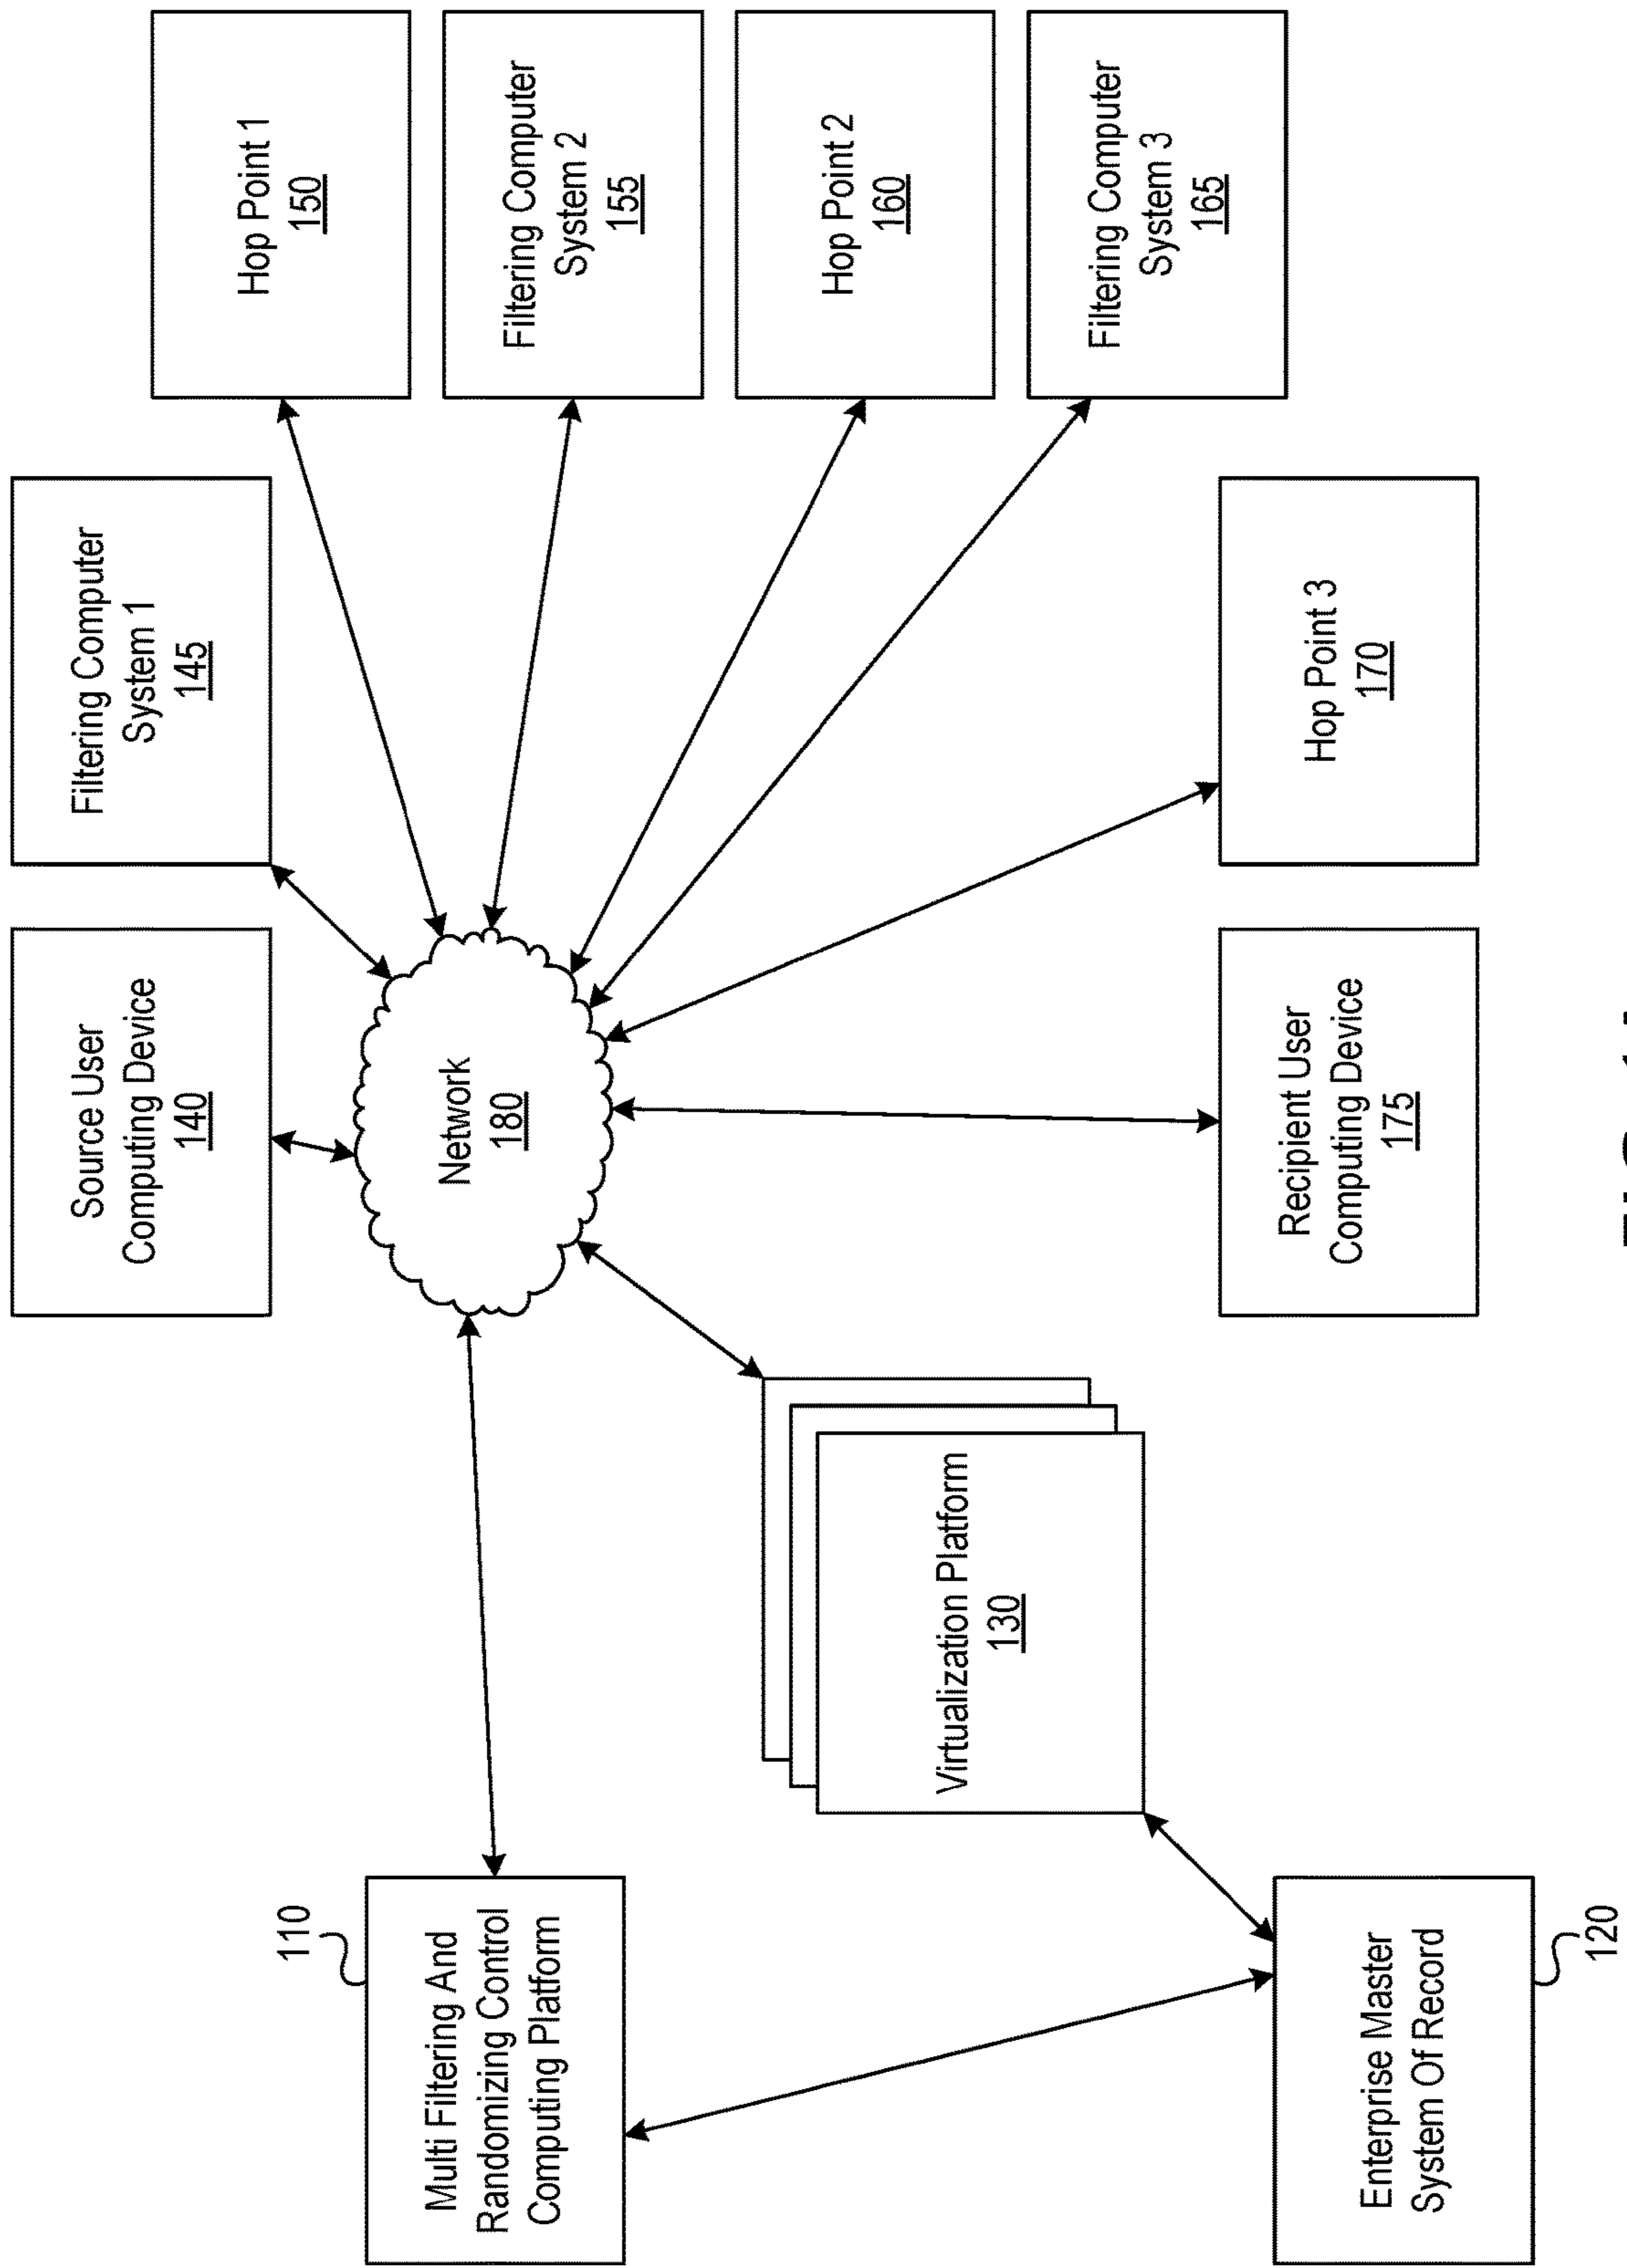 110
Multi Filtering And
Randomizing Control
Computing Platform
Enterprise Master
System Of Record
120
Virtualization Platform
130
Source User
Computing Device
140
Network
180
Recipient User
Computing Device
175
Filtering Computer
System 1
145
Hop Point 1
150
Filtering Computer
System 2
155
Hop Point 2
160
Filtering Computer
System 3
165
Hop Point 3
170